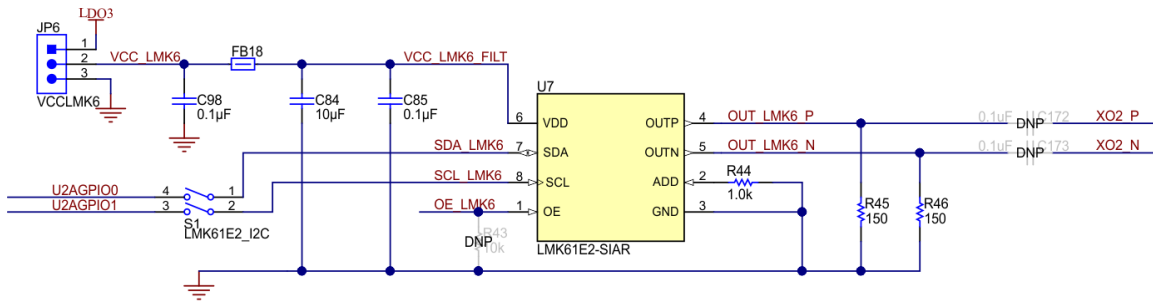 LDO3
JP6
1
2
3
VCCLMK6
VCC_LMK6
FB18
VCC_LMK6_FILT
C98
0.1µF
C84
10µF
C85
0.1µF
U7
6
VDD
OUTP
4
OUT_LMK6_P
0.1uF
DNP
C172
XO2_P
SDA_LMK6
7
SDA
OUTN
5
OUT_LMK6_N
0.1uF
DNP
C173
XO2_N
SCL_LMK6
8
SCL
ADD
2
R44
1.0k
U2AGPIO0
4
1
U2AGPIO1
3
2
S1
LMK61E2_I2C
OE_LMK6
1
OE
GND
3
R45
150
R46
150
DNP
R43
10k
LMK61E2-SIAR